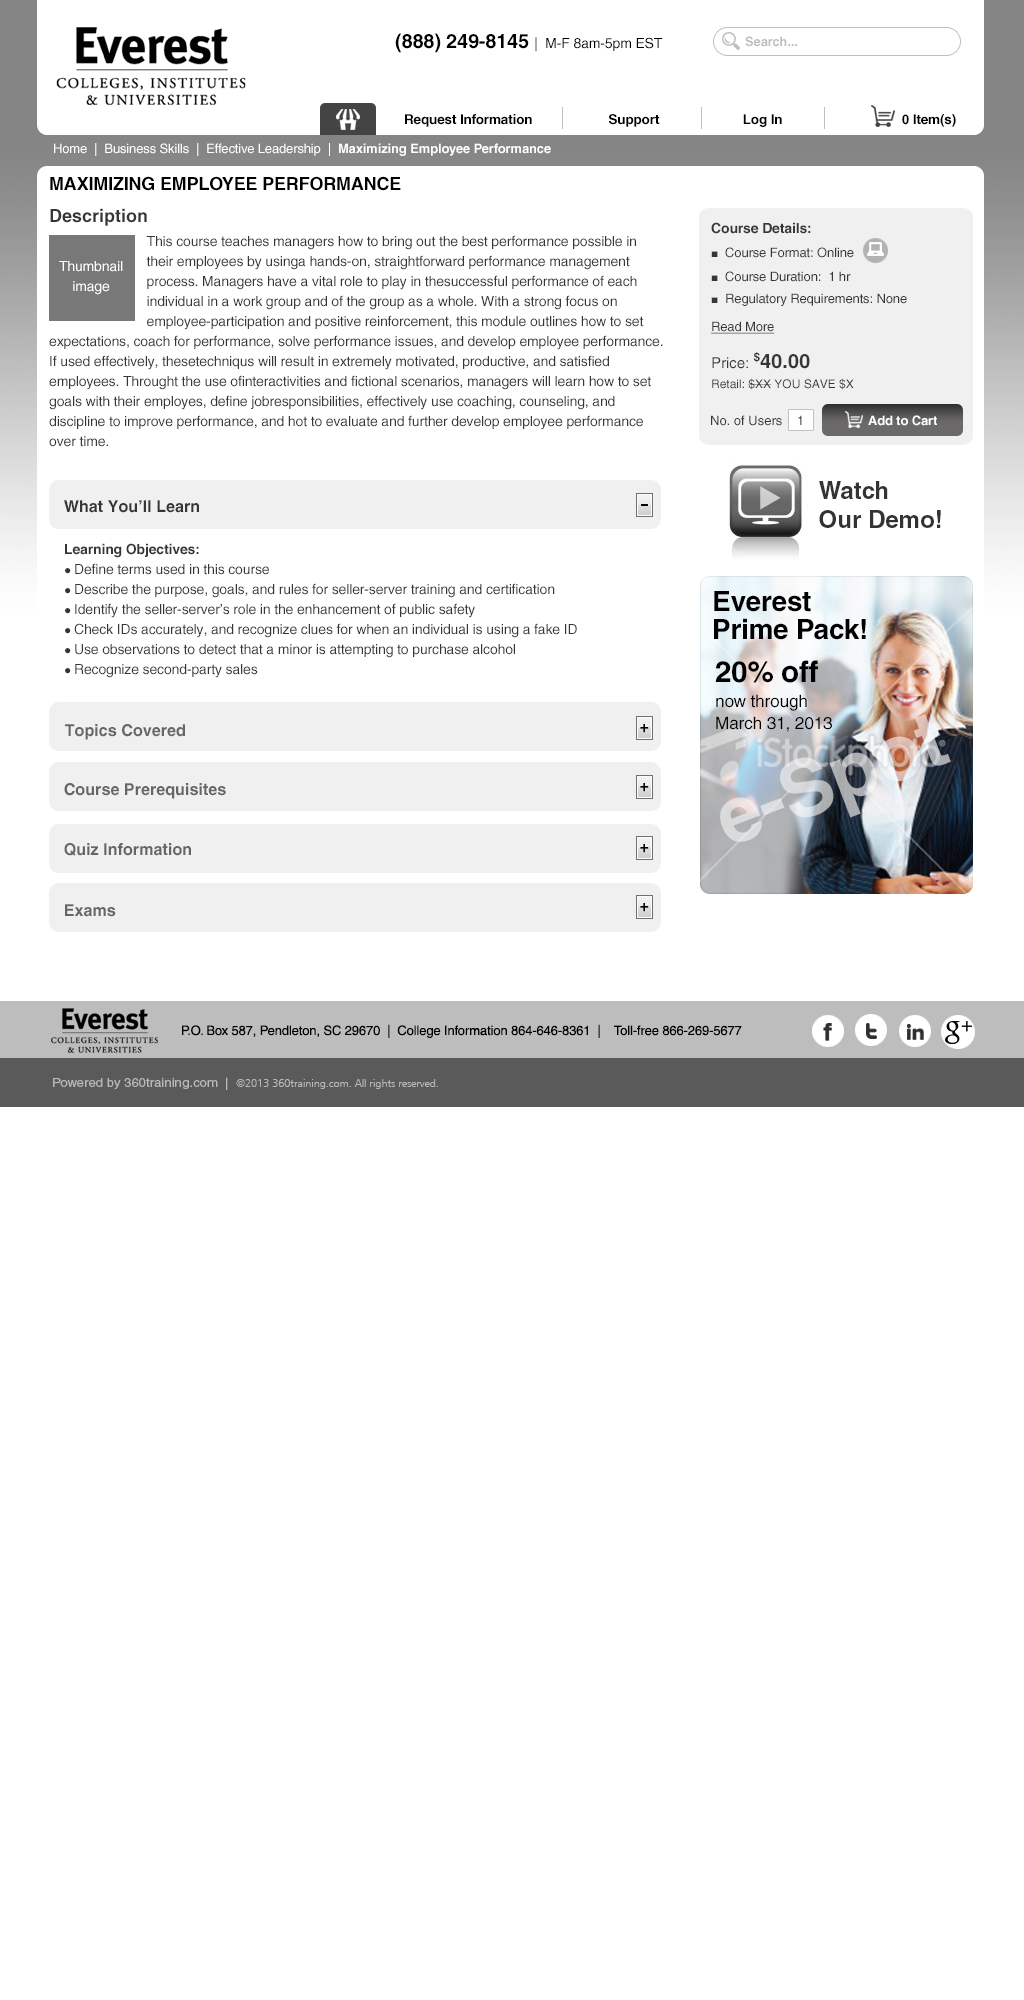 Everest
COLLEGES, INSTITUTES
& UNIVERSITIES
(888) 249-8145 | M-F 8am-5pm EST
Search...
Request Information
Support
Log In
0 Item(s)
Home | Business Skills | Effective Leadership | Maximizing Employee Performance
MAXIMIZING EMPLOYEE PERFORMANCE
Description
Thumbnail
image
This course teaches managers how to bring out the best performance possible in
their employees by usinga hands-on, straightforward performance management
process. Managers have a vital role to play in thesuccessful performance of each
individual in a work group and of the group as a whole. With a strong focus on
employee-participation and positive reinforcement, this module outlines how to set
expectations, coach for performance, solve performance issues, and develop employee performance.
If used effectively, thesetechniqus will result in extremely motivated, productive, and satisfied
employees. Throught the use ofinteractivities and fictional scenarios, managers will learn how to set
goals with their employes, define jobresponsibilities, effectively use coaching, counseling, and
discipline to improve performance, and hot to evaluate and further develop employee performance
over time.
What You'll Learn
−
Learning Objectives:
● Define terms used in this course
● Describe the purpose, goals, and rules for seller-server training and certification
● Identify the seller-server's role in the enhancement of public safety
● Check IDs accurately, and recognize clues for when an individual is using a fake ID
● Use observations to detect that a minor is attempting to purchase alcohol
● Recognize second-party sales
Topics Covered
+
Course Prerequisites
+
Quiz Information
+
Exams
+
Course Details:
■ Course Format: Online
■ Course Duration: 1 hr
■ Regulatory Requirements: None
Read More
Price: $40.00
Retail: $XX YOU SAVE $X
No. of Users 1 Add to Cart
Watch
Our Demo!
Everest
Prime Pack!
20% off
now through
March 31, 2013
iStockphoto®
e-spot
Everest
COLLEGES, INSTITUTES
& UNIVERSITIES
P.O. Box 587, Pendleton, SC 29670 | College Information 864-646-8361 | Toll-free 866-269-5677
f
t
in
g+
Powered by 360training.com | ©2013 360training.com. All rights reserved.